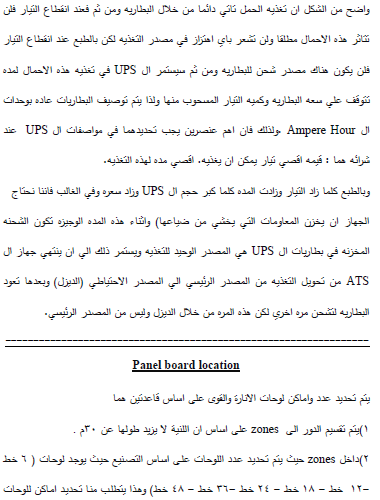 واضح من الشكل ان تغذيه الحمل تاتي دائما من خلال البطاريه ومن ثم فعند انقطاع التيار فلن
تتاثر هذه الاحمال مطلقا ولن تشعر باي اهتزاز في مصدر التغذيه لكن بالطبع عند انقطاع التيار
فلن يكون هناك مصدر شحن للبطاريه ومن ثم سيستمر ال UPS في تغذيه هذه الاحمال لمده
تتوقف علي سعه البطاريه وكميه التيار المسحوب منها ولذا يتم توصيف البطاريات عاده بوحدات
ال Ampere Hour ،ولذلك فان اهم عنصرين يجب تحديدهما في مواصفات ال UPS عند
شرائه هما : قيمه اقصي تيار يمكن ان يغذيه. اقصي مده لهذه التغذيه.
وبالطبع كلما زاد التيار وزادت المده كلما كبر حجم ال UPS وزاد سعره وفي الغالب فاننا نحتاج
الجهاز ان يخزن المعلومات التي يخشي من ضياعها) واثناء هذه المده الوجيزه تكون الشحنه
المخزنه في بطاريات ال UPS هي المصدر الوحيد للتغذيه ويستمر ذلك الي ان ينتهي جهاز ال
ATS من تحويل التغذيه من المصدر الرئيسي الي المصدر الاحتياطي (الديزل) وبعدها تعود
البطاريه لتشحن مره اخري لكن هذه المره من خلال الديزل وليس من المصدر الرئيسي.
Panel board location
يتم تحديد عدد واماكن لوحات الانارة والقوى على اساس قاعدتين هما
١)يتم تقسيم الدور الى zones على اساس ان اللنية لا يزيد طولها عن ٣٠م .
٢)داخل zones حيث يتم تحديد عدد اللوحات على اساس التصنيع حيث يوجد لوحات ( ٦ خط
–١٢ خط – ١٨ خط – ٢٤ خط –٣٦ خط – ٤٨ خط) وهذا يتطلب منا تحديد اماكن للوحات